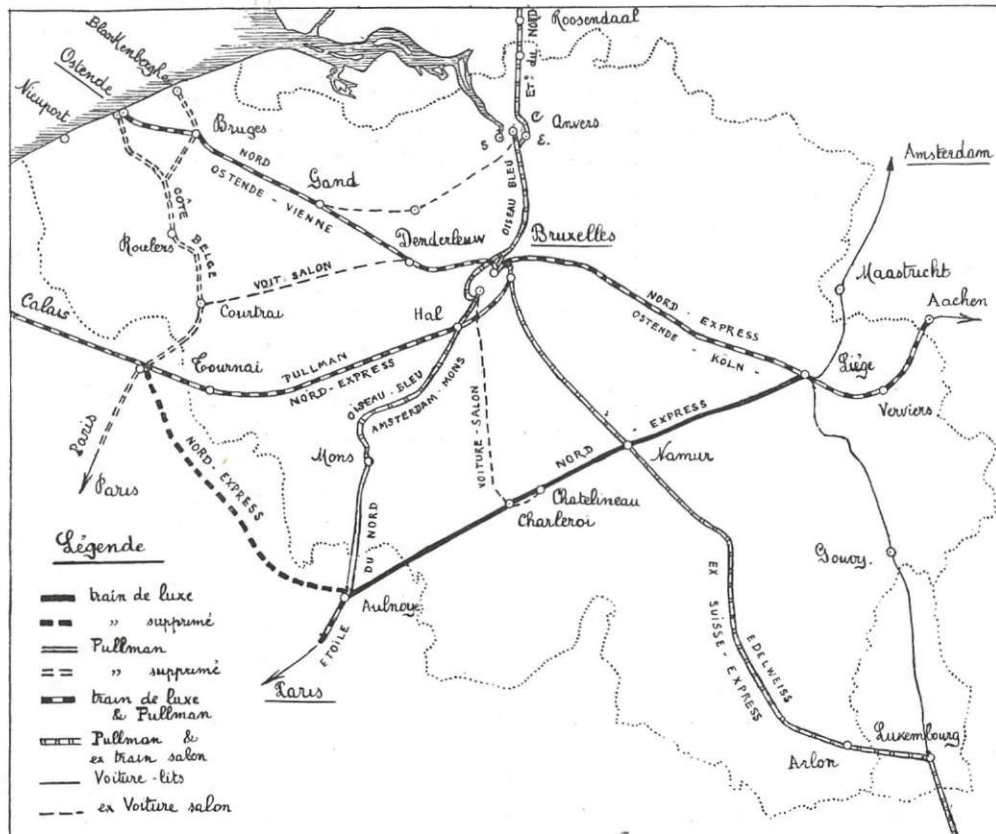 Roosendaal
Et⁵ du Nord
Blankenberghe
Ostende
Nieuport
Bruges
C
Anvers
S
E.
NORD
OSTENDE - VIENNE
Gand
OISEAU BLEU
Amsterdam
Denderleuw
Bruxelles
CÔTE BELGE
Roulers
VOIT. SALON
Maastricht
Aachen
Calais
Courtrai
Hal
NORD - EXPRESS
OSTENDE - KÖLN -
Liége
Tournai
PULLMAN
NORD-EXPRESS
OISEAU-BLEU
AMSTERDAM-MONS
Verviers
Paris
Paris
NORD-EXPRESS
Mons
VOITURE-SALON
NORD EXPRESS
Namur
Chatelineau
Charleroi
Gouvy
Aulnoye
ETOILE DU NORD
Paris
EX SUISSE-EXPRESS
EDELWEISS
Luxembourg
Arlon
Légende
train de luxe
” supprimé
Pullman
” supprimé
train de luxe
& Pullman
Pullman &
ex train salon
Voiture-lits
ex Voiture salon